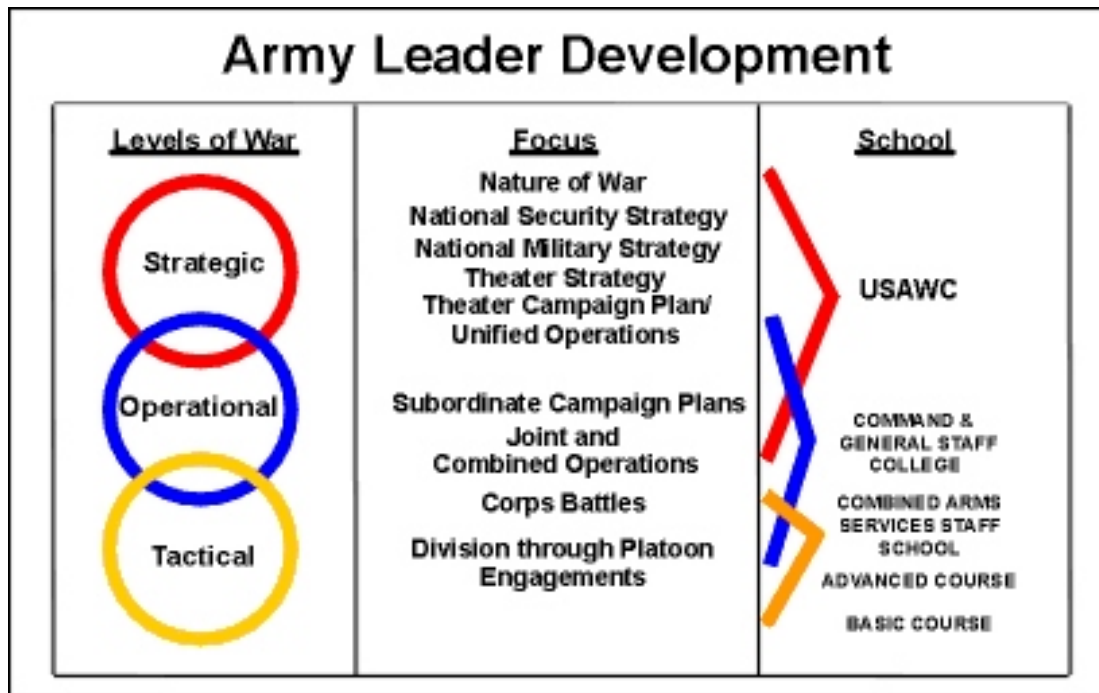 Army Leader Development
Levels of War
Strategic
Operational
Tactical
Focus
Nature of War
National Security Strategy
National Military Strategy
Theater Strategy
Theater Campaign Plan/
Unified Operations
Subordinate Campaign Plans
Joint and
Combined Operations
Corps Battles
Division through Platoon
Engagements
School
USAWC
COMMAND &
GENERAL STAFF
COLLEGE
COMBINED ARMS
SERVICES STAFF
SCHOOL
ADVANCED COURSE
BASIC COURSE